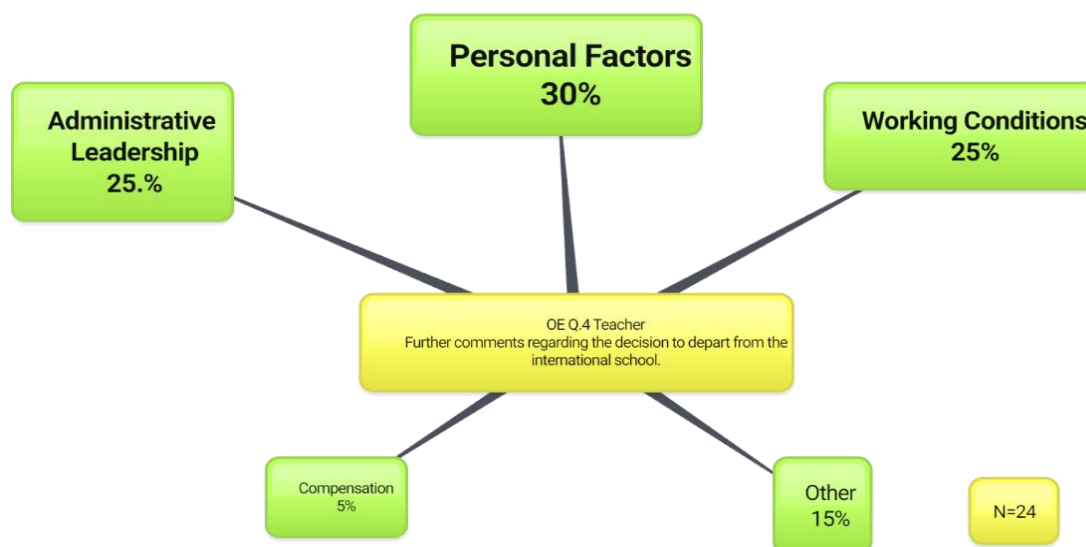 Personal Factors
30%
Administrative
Leadership
25.%
Working Conditions
25%
OE Q.4 Teacher
Further comments regarding the decision to depart from the
international school.
Compensation
5%
Other
15%
N=24